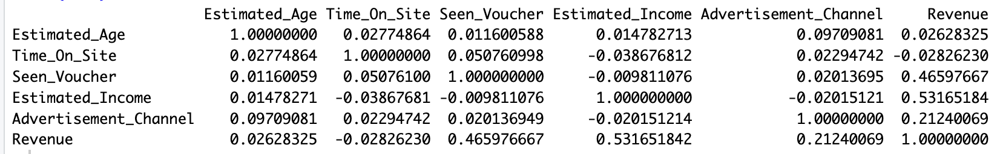 Estimated_Age Time_On_Site Seen_Voucher Estimated_Income Advertisement_Channel Revenue
Estimated_Age 1.00000000 0.02774864 0.011600588 0.014782713 0.09709081 0.02628325
Time_On_Site 0.02774864 1.00000000 0.050760998 -0.038676812 0.02294742 -0.02826230
Seen_Voucher 0.01160059 0.05076100 1.000000000 -0.009811076 0.02013695 0.46597667
Estimated_Income 0.01478271 -0.03867681 -0.009811076 1.000000000 -0.02015121 0.53165184
Advertisement_Channel 0.09709081 0.02294742 0.020136949 -0.020151214 1.00000000 0.21240069
Revenue 0.02628325 -0.02826230 0.465976667 0.531651842 0.21240069 1.00000000